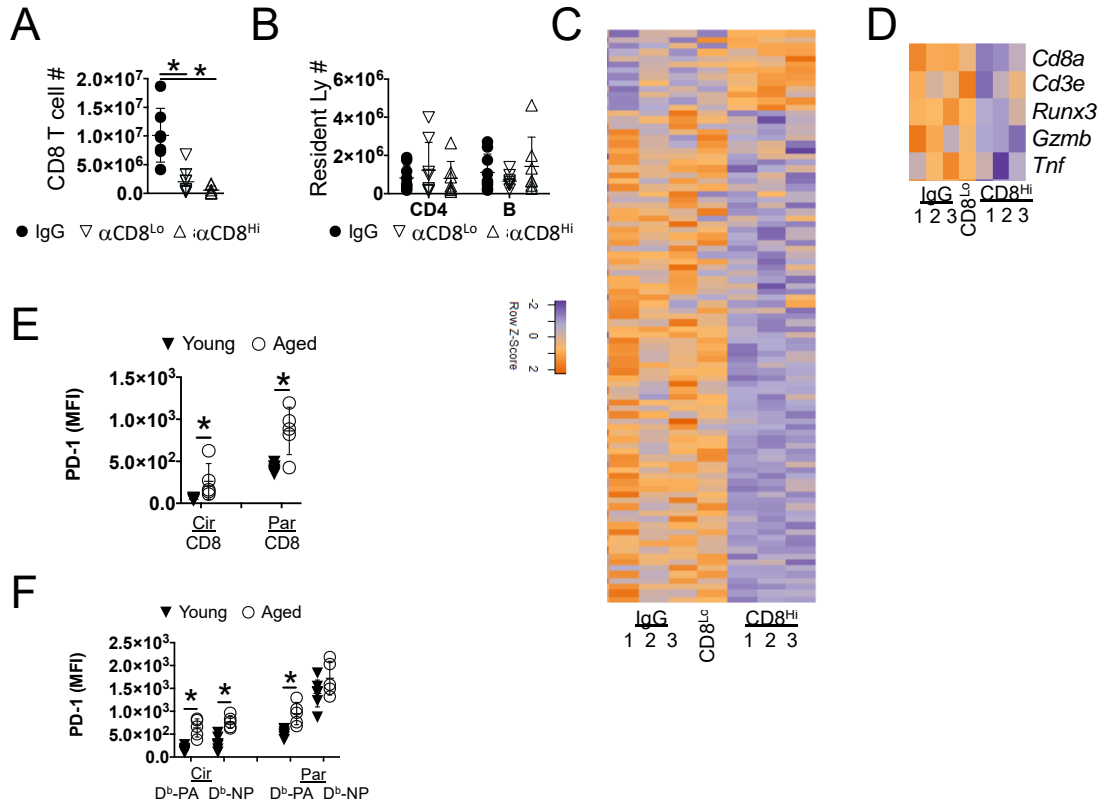 A
CD8 T cell #
2.0×10⁷
1.5×10⁷
1.0×10⁷
5.0×10⁶
0.0
* *
● IgG ▽ αCD8ᴸᵒ △ αCD8ᴴⁱ
B
Resident Ly #
6×10⁶
4×10⁶
2×10⁶
0
CD4 B
● IgG ▽ αCD8ᴸᵒ △ αCD8ᴴⁱ
C
IgG CD8ᴸᵒ CD8ᴴⁱ
1 2 3 1 2 3
Row Z-Score
-2 0 2
D
Cd8a
Cd3e
Runx3
Gzmb
Tnf
IgG CD8ᴸᵒ CD8ᴴⁱ
1 2 3 1 2 3
E
▼ Young ○ Aged
PD-1 (MFI)
1.5×10³
1.0×10³
5.0×10²
0.0
* *
Cir Par
CD8 CD8
F
▼ Young ○ Aged
PD-1 (MFI)
2.5×10³
2.0×10³
1.5×10³
1.0×10³
5.0×10²
0.0
* * *
Cir Par
Dᵇ-PA Dᵇ-NP Dᵇ-PA Dᵇ-NP